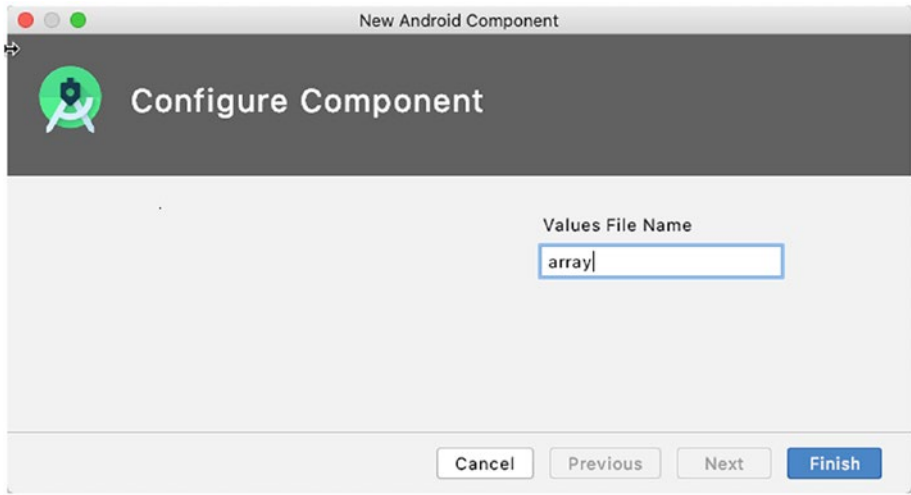 New Android Component
Configure Component
Values File Name
array
Cancel Previous Next Finish